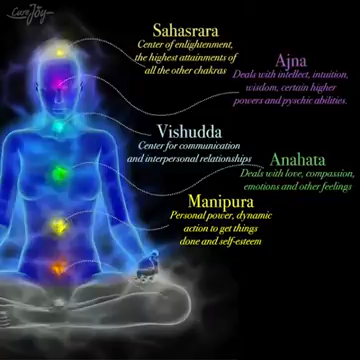 CureJoy
Sahasrara
Center of enlightenment,
the highest attainments of
all the other chakras
Ajna
Deals with intellect, intuition,
wisdom, certain higher
powers and pyschic abilities.
Vishudda
Center for communication
and interpersonal relationships
Anahata
Deals with love, compassion,
emotions and other feelings
Manipura
Personal power, dynamic
action to get things
done and self-esteem